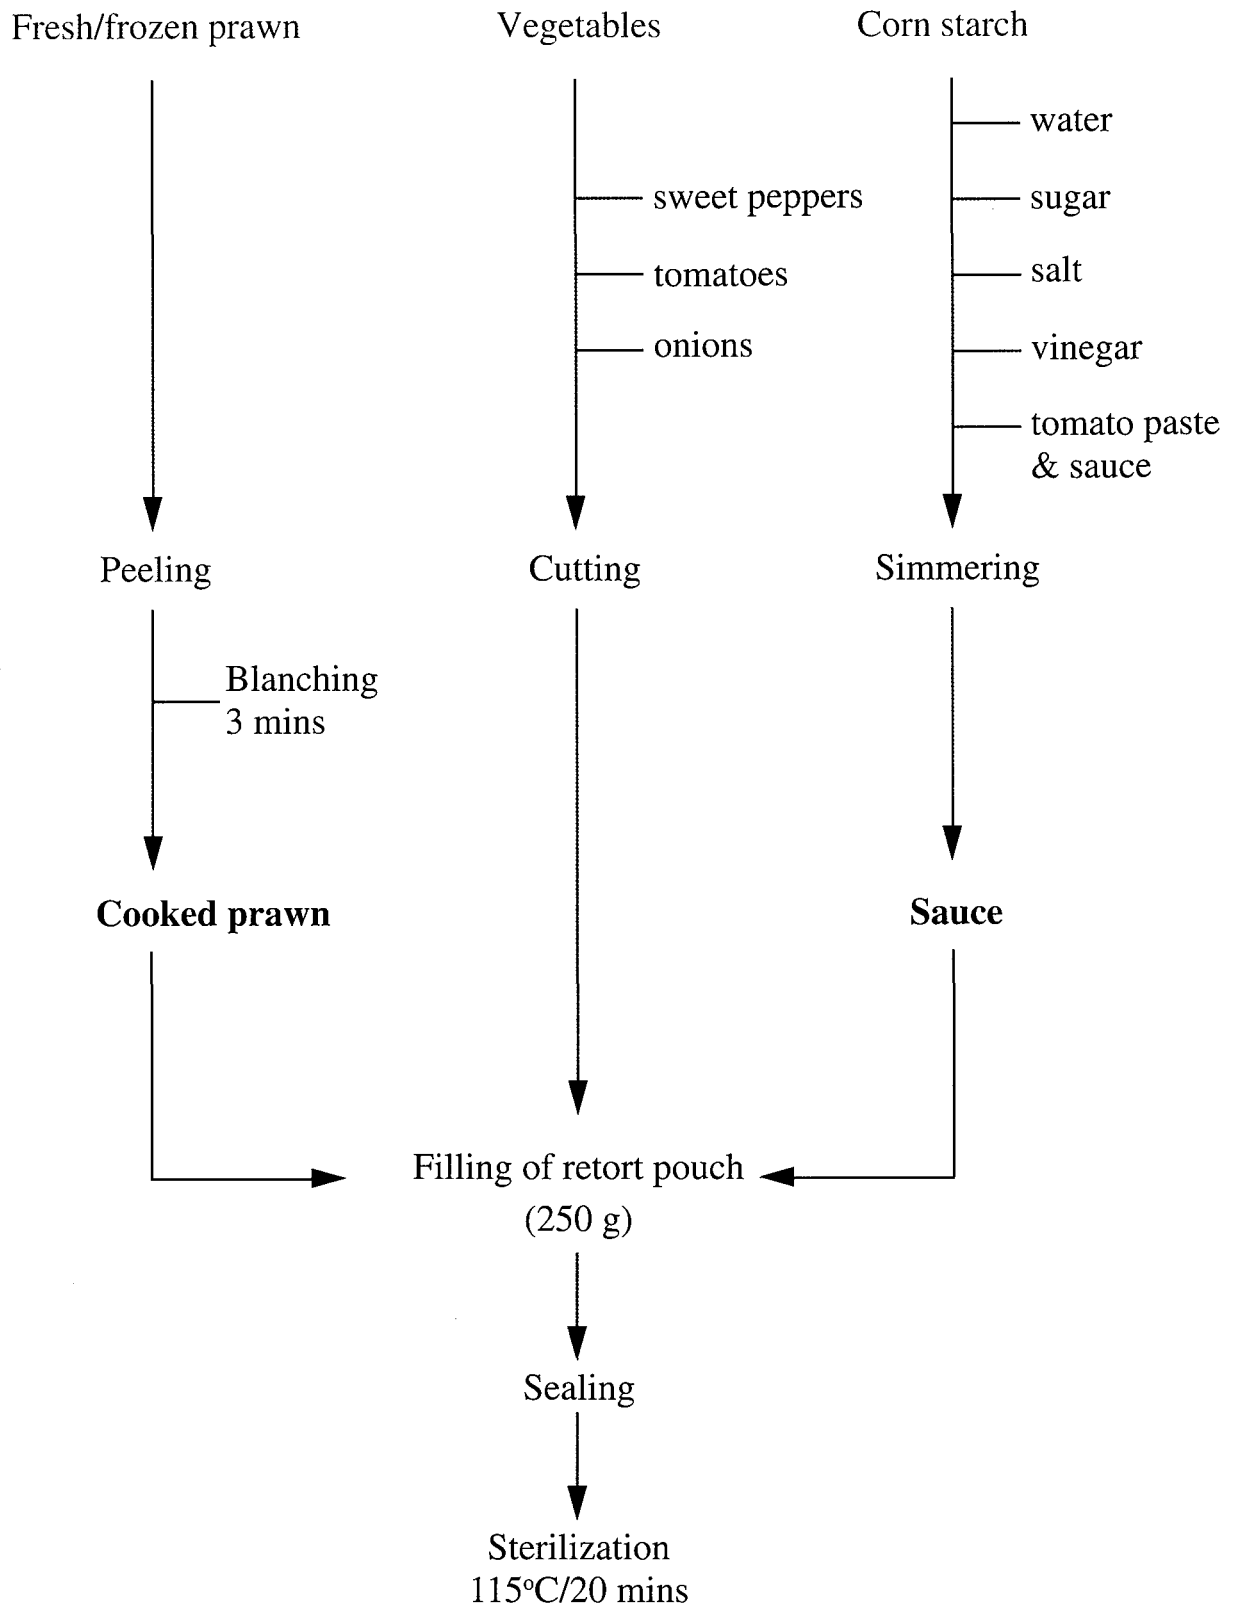 Fresh/frozen prawn
Vegetables
Corn starch
water
sweet peppers
sugar
tomatoes
salt
onions
vinegar
tomato paste
& sauce
Peeling
Cutting
Simmering
Blanching
3 mins
Cooked prawn
Sauce
Filling of retort pouch
(250 g)
Sealing
Sterilization
115°C/20 mins